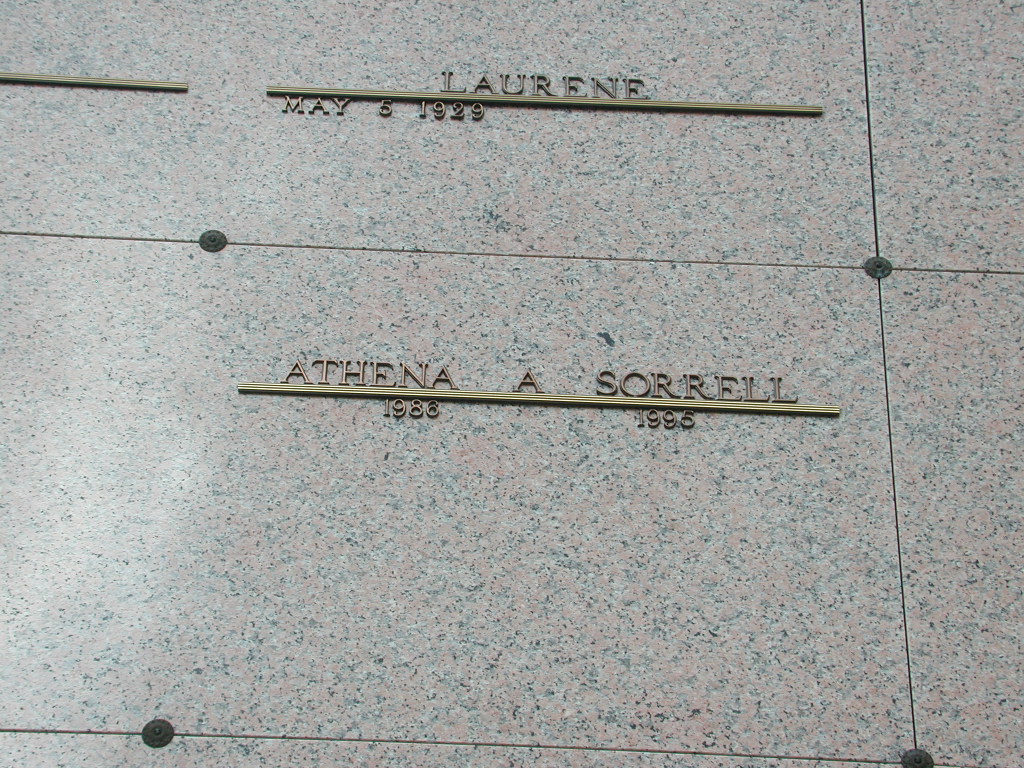 LAURENE
MAY 5 1929
ATHENA A SORRELL
1986 1995